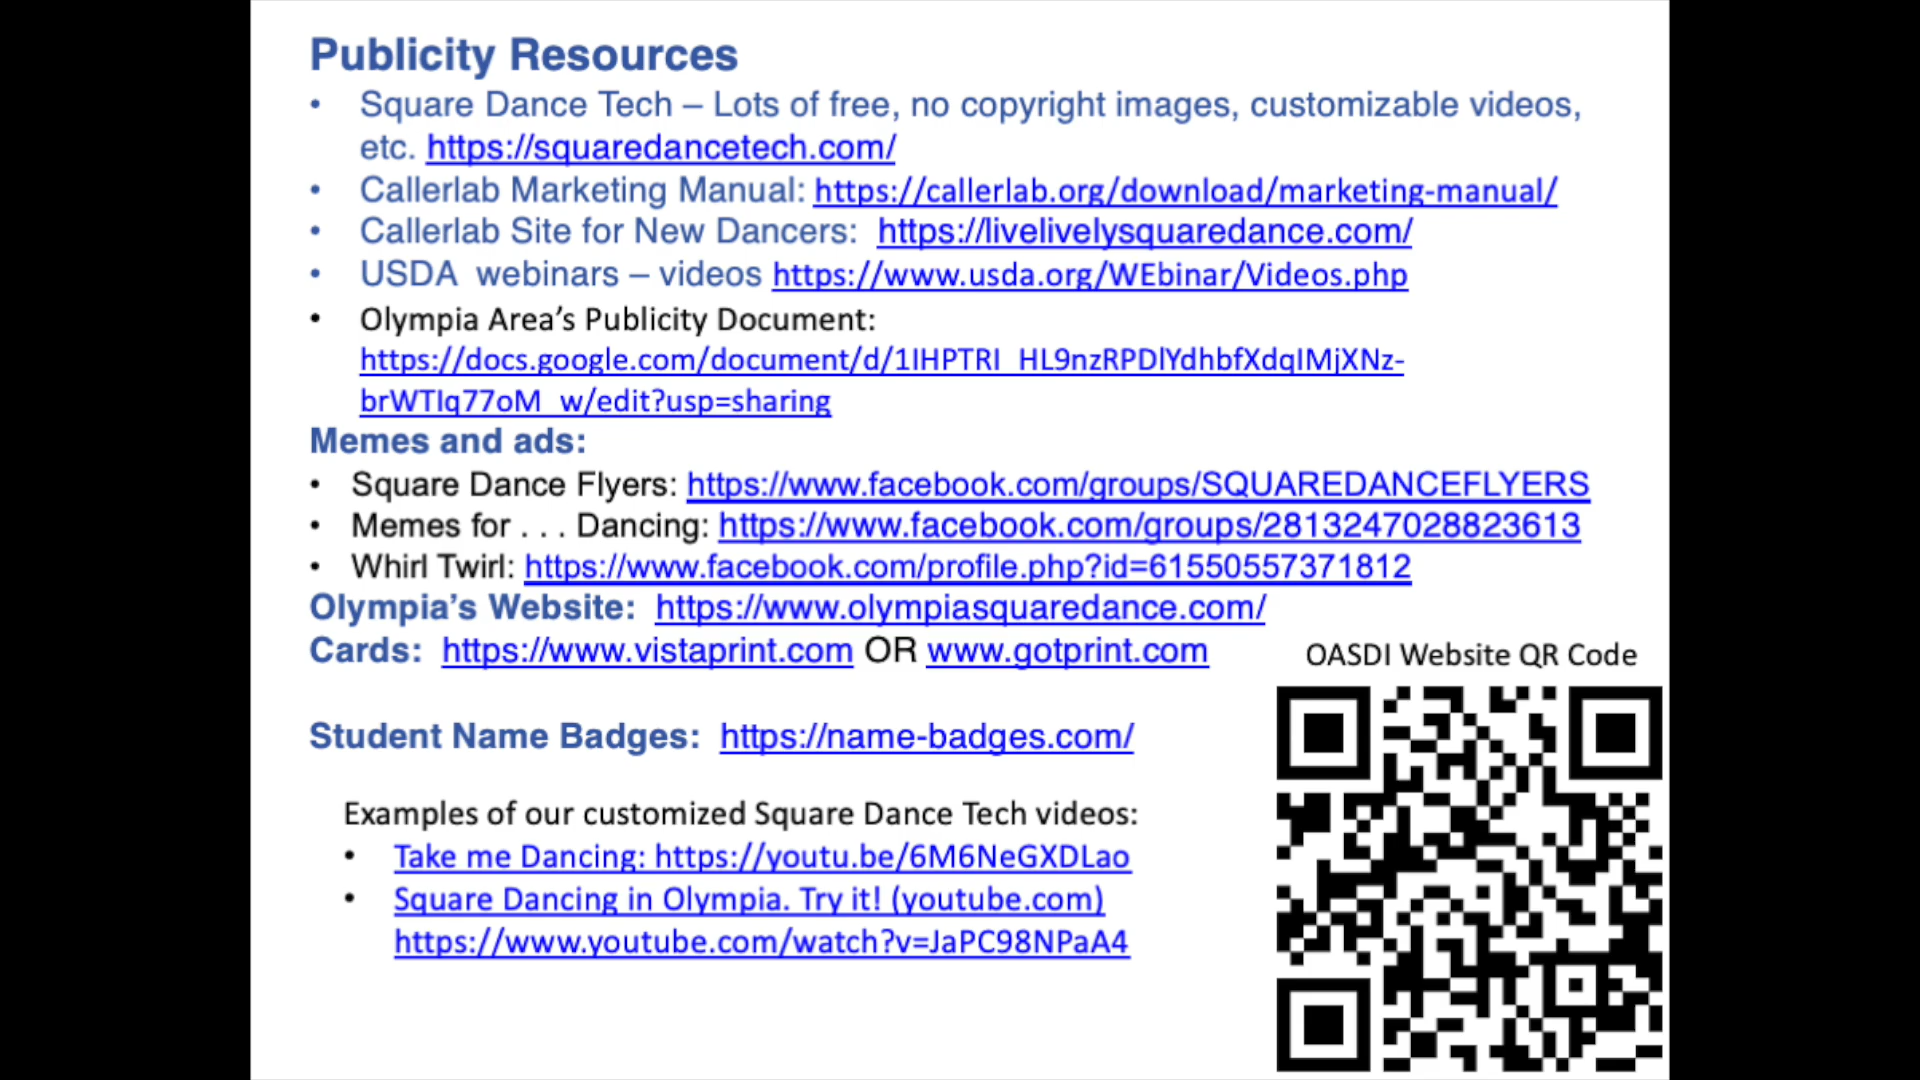 Publicity Resources
• Square Dance Tech – Lots of free, no copyright images, customizable videos,
etc. https://squaredancetech.com/
• Callerlab Marketing Manual: https://callerlab.org/download/marketing-manual/
• Callerlab Site for New Dancers: https://livelivelysquaredance.com/
• USDA webinars – videos https://www.usda.org/WEbinar/Videos.php
• Olympia Area’s Publicity Document:
https://docs.google.com/document/d/1IHPTRI_HL9nzRPDlYdhbfXdqIMjXNz-
brWTIq77oM_w/edit?usp=sharing
Memes and ads:
• Square Dance Flyers: https://www.facebook.com/groups/SQUAREDANCEFLYERS
• Memes for . . . Dancing: https://www.facebook.com/groups/2813247028823613
• Whirl Twirl: https://www.facebook.com/profile.php?id=61550557371812
Olympia’s Website: https://www.olympiasquaredance.com/
Cards: https://www.vistaprint.com OR www.gotprint.com
OASDI Website QR Code
Student Name Badges: https://name-badges.com/
Examples of our customized Square Dance Tech videos:
• Take me Dancing: https://youtu.be/6M6NeGXDLao
• Square Dancing in Olympia. Try it! (youtube.com)
https://www.youtube.com/watch?v=JaPC98NPaA4